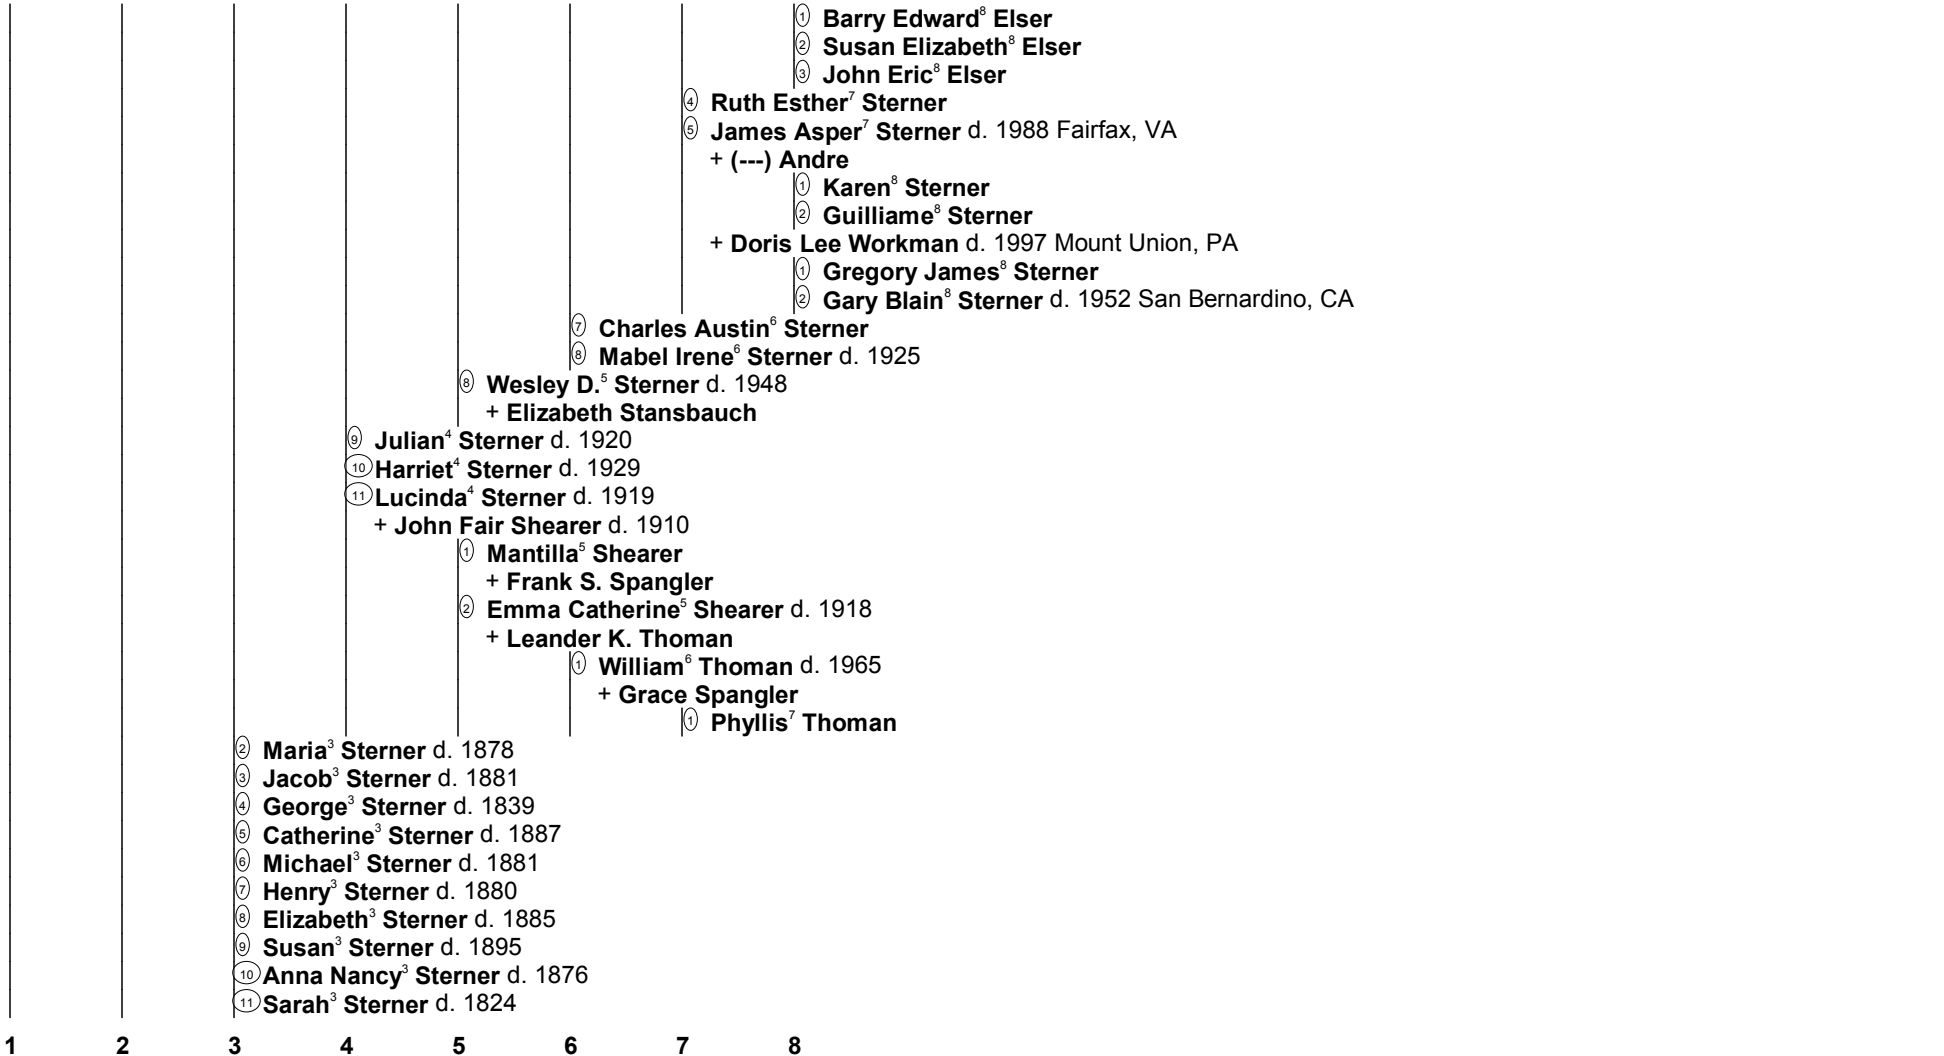 ① Barry Edward⁸ Elser
② Susan Elizabeth⁸ Elser
③ John Eric⁸ Elser
④ Ruth Esther⁷ Sterner
⑤ James Asper⁷ Sterner d. 1988 Fairfax, VA
+ (---) Andre
① Karen⁸ Sterner
② Guilliame⁸ Sterner
+ Doris Lee Workman d. 1997 Mount Union, PA
① Gregory James⁸ Sterner
② Gary Blain⁸ Sterner d. 1952 San Bernardino, CA
⑦ Charles Austin⁶ Sterner
⑧ Mabel Irene⁶ Sterner d. 1925
⑧ Wesley D.⁵ Sterner d. 1948
+ Elizabeth Stansbauch
⑨ Julian⁴ Sterner d. 1920
⑩ Harriet⁴ Sterner d. 1929
⑪ Lucinda⁴ Sterner d. 1919
+ John Fair Shearer d. 1910
① Mantilla⁵ Shearer
+ Frank S. Spangler
② Emma Catherine⁵ Shearer d. 1918
+ Leander K. Thoman
① William⁶ Thoman d. 1965
+ Grace Spangler
① Phyllis⁷ Thoman
② Maria³ Sterner d. 1878
③ Jacob³ Sterner d. 1881
④ George³ Sterner d. 1839
⑤ Catherine³ Sterner d. 1887
⑥ Michael³ Sterner d. 1881
⑦ Henry³ Sterner d. 1880
⑧ Elizabeth³ Sterner d. 1885
⑨ Susan³ Sterner d. 1895
⑩ Anna Nancy³ Sterner d. 1876
⑪ Sarah³ Sterner d. 1824
1 2 3 4 5 6 7 8